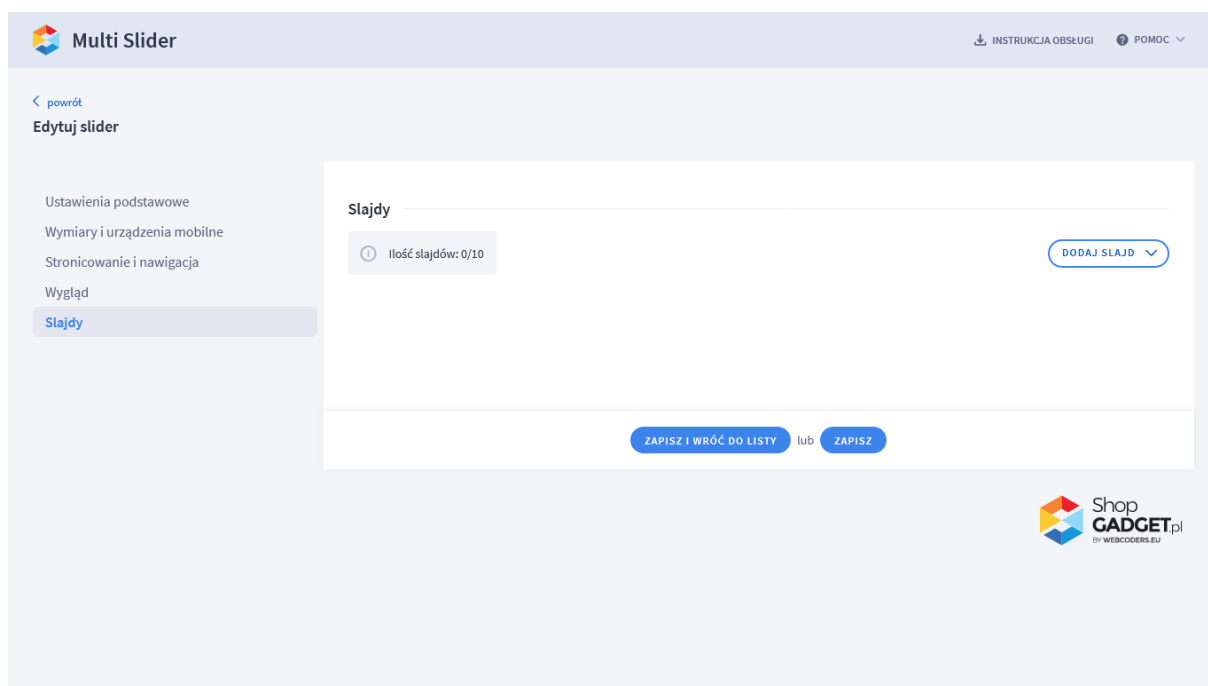 Multi Slider
INSTRUKCJA OBSŁUGI
POMOC
powrót
Edytuj slider
Ustawienia podstawowe
Wymiary i urządzenia mobilne
Stronicowanie i nawigacja
Wygląd
Slajdy
Slajdy
Ilość slajdów: 0/10
DODAJ SLAJD
ZAPISZ I WRÓĆ DO LISTY lub ZAPISZ
Shop
GADGET.pl
BY WEBCODERS.EU